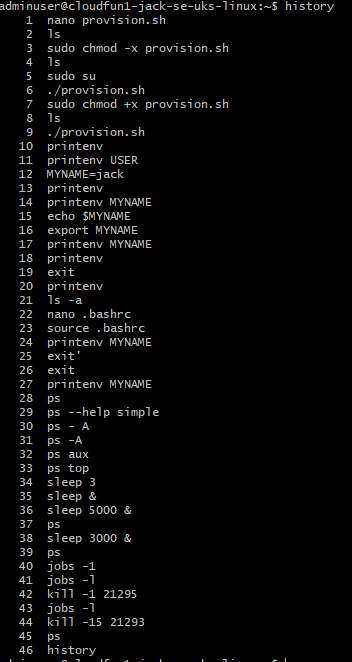 adminuser@cloudfun1-jack-se-uks-linux:~$ history
1 nano provision.sh
2 ls
3 sudo chmod -x provision.sh
4 ls
5 sudo su
6 ./provision.sh
7 sudo chmod +x provision.sh
8 ls
9 ./provision.sh
10 printenv
11 printenv USER
12 MYNAME=jack
13 printenv
14 printenv MYNAME
15 echo $MYNAME
16 export MYNAME
17 printenv MYNAME
18 printenv
19 exit
20 printenv
21 ls -a
22 nano .bashrc
23 source .bashrc
24 printenv MYNAME
25 exit'
26 exit
27 printenv MYNAME
28 ps
29 ps --help simple
30 ps - A
31 ps -A
32 ps aux
33 ps top
34 sleep 3
35 sleep &
36 sleep 5000 &
37 ps
38 sleep 3000 &
39 ps
40 jobs -1
41 jobs -l
42 kill -1 21295
43 jobs -l
44 kill -15 21293
45 ps
46 history